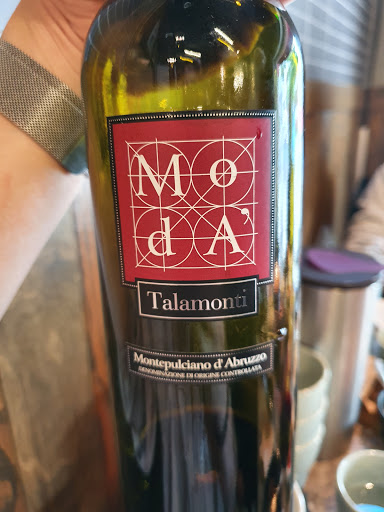 Mo
dA'
Talamonti
Montepulciano d'Abruzzo
DENOMINAZIONE DI ORIGINE CONTROLLATA